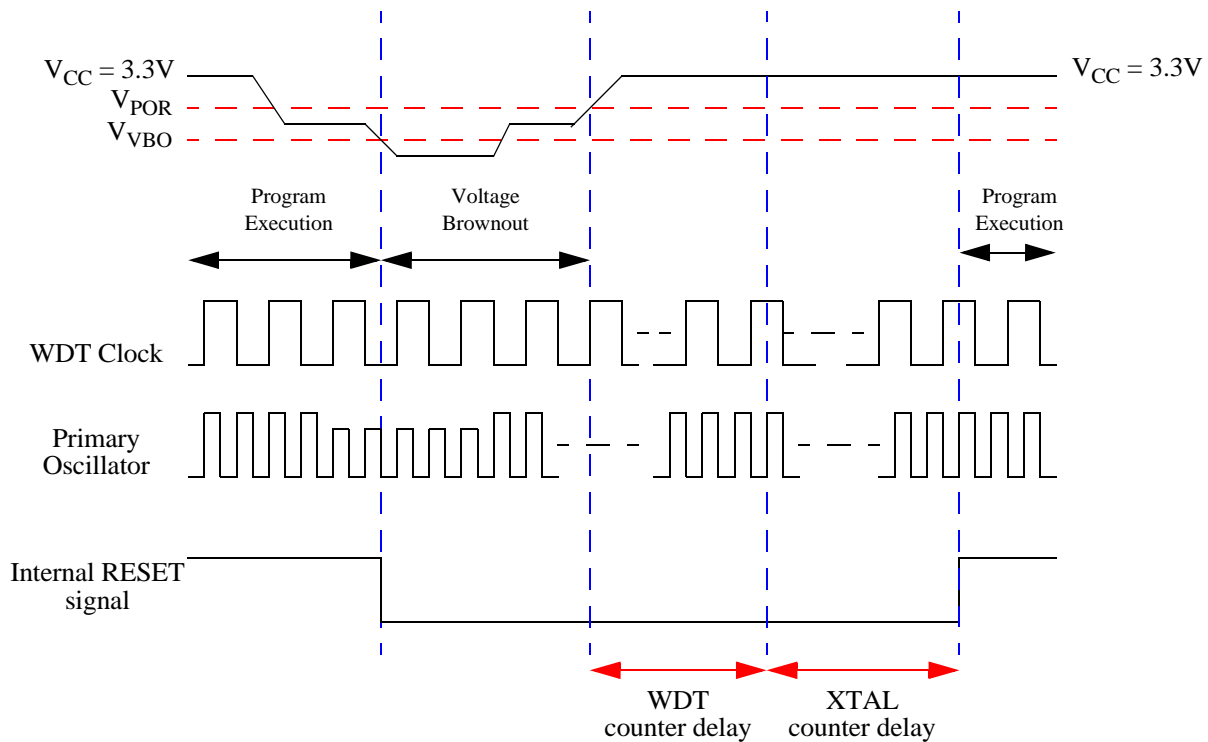 VCC = 3.3V
VCC = 3.3V
VPOR
VVBO
Program
Execution
Voltage
Brownout
Program
Execution
WDT Clock
Primary
Oscillator
Internal RESET
signal
WDT
counter delay
XTAL
counter delay